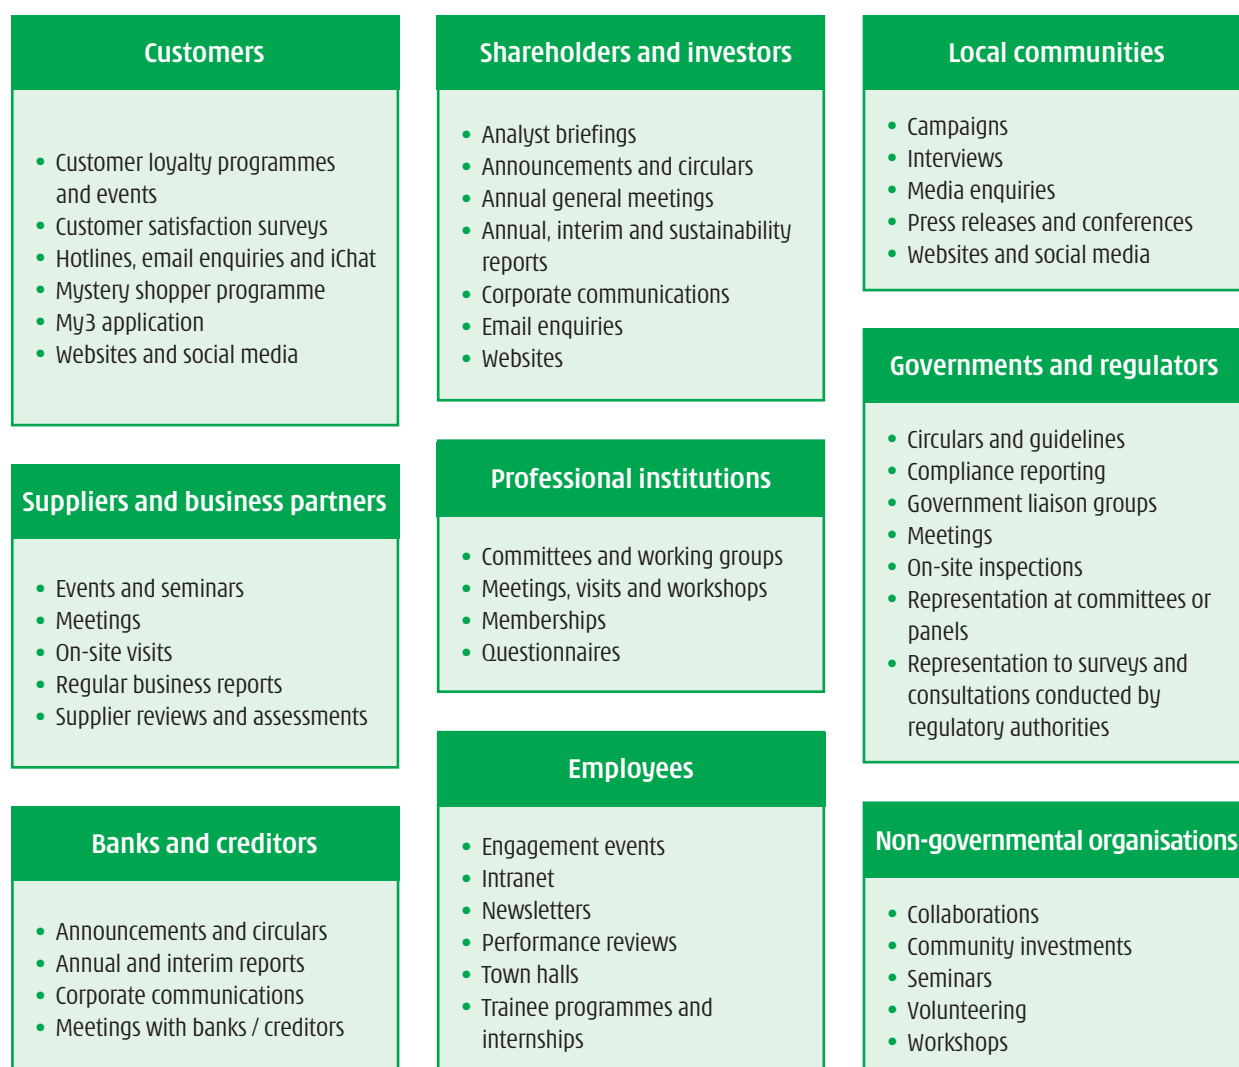 Customers
• Customer loyalty programmes
and events
• Customer satisfaction surveys
• Hotlines, email enquiries and iChat
• Mystery shopper programme
• My3 application
• Websites and social media
Suppliers and business partners
• Events and seminars
• Meetings
• On-site visits
• Regular business reports
• Supplier reviews and assessments
Banks and creditors
• Announcements and circulars
• Annual and interim reports
• Corporate communications
• Meetings with banks / creditors
Shareholders and investors
• Analyst briefings
• Announcements and circulars
• Annual general meetings
• Annual, interim and sustainability
reports
• Corporate communications
• Email enquiries
• Websites
Professional institutions
• Committees and working groups
• Meetings, visits and workshops
• Memberships
• Questionnaires
Employees
• Engagement events
• Intranet
• Newsletters
• Performance reviews
• Town halls
• Trainee programmes and
internships
Local communities
• Campaigns
• Interviews
• Media enquiries
• Press releases and conferences
• Websites and social media
Governments and regulators
• Circulars and guidelines
• Compliance reporting
• Government liaison groups
• Meetings
• On-site inspections
• Representation at committees or
panels
• Representation to surveys and
consultations conducted by
regulatory authorities
Non-governmental organisations
• Collaborations
• Community investments
• Seminars
• Volunteering
• Workshops